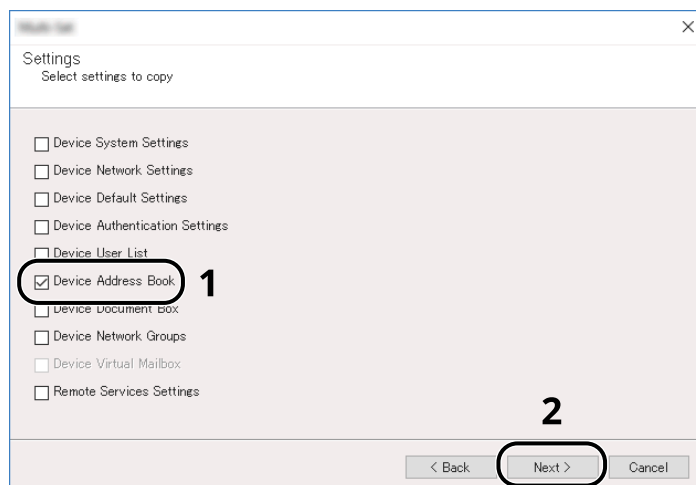 Settings
Select settings to copy
Device System Settings
Device Network Settings
Device Default Settings
Device Authentication Settings
Device User List
Device Address Book
1
Device Document Box
Device Network Groups
Device Virtual Mailbox
Remote Services Settings
2
< Back Next > Cancel